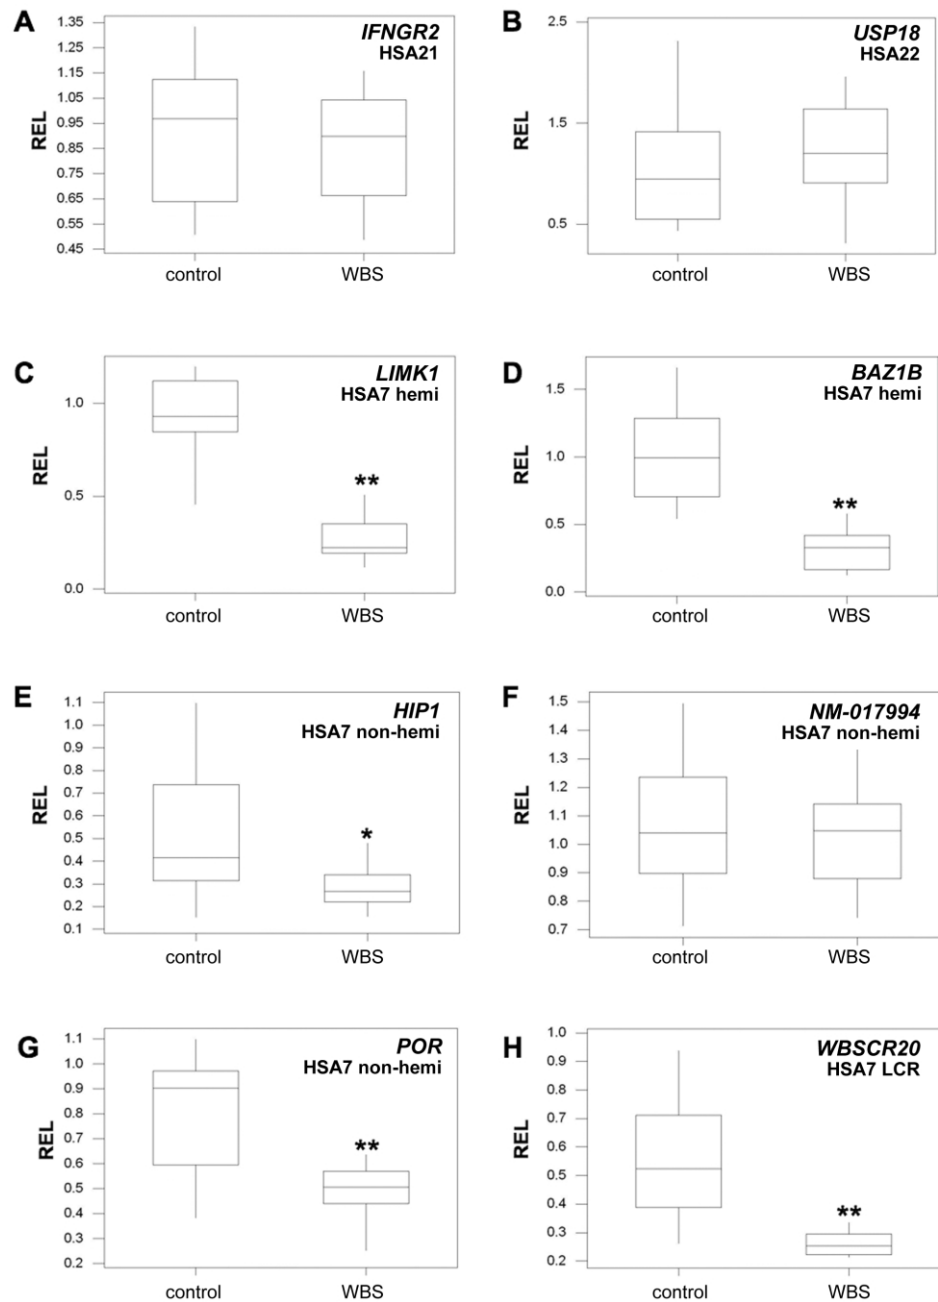 A
IFNGR2
HSA21
REL
1.35
1.25
1.15
1.05
0.95
0.85
0.75
0.65
0.55
0.45
control
WBS
B
USP18
HSA22
REL
2.5
1.5
0.5
control
WBS
C
LIMK1
HSA7 hemi
REL
1.0
0.5
0.0
**
control
WBS
D
BAZ1B
HSA7 hemi
REL
1.5
1.0
0.5
0.0
**
control
WBS
E
HIP1
HSA7 non-hemi
REL
1.1
1.0
0.9
0.8
0.7
0.6
0.5
0.4
0.3
0.2
0.1
*
control
WBS
F
NM-017994
HSA7 non-hemi
REL
1.5
1.4
1.3
1.2
1.1
1.0
0.9
0.8
0.7
control
WBS
G
POR
HSA7 non-hemi
REL
1.1
1.0
0.9
0.8
0.7
0.6
0.5
0.4
0.3
0.2
**
control
WBS
H
WBSCR20
HSA7 LCR
REL
1.0
0.9
0.8
0.7
0.6
0.5
0.4
0.3
0.2
**
control
WBS